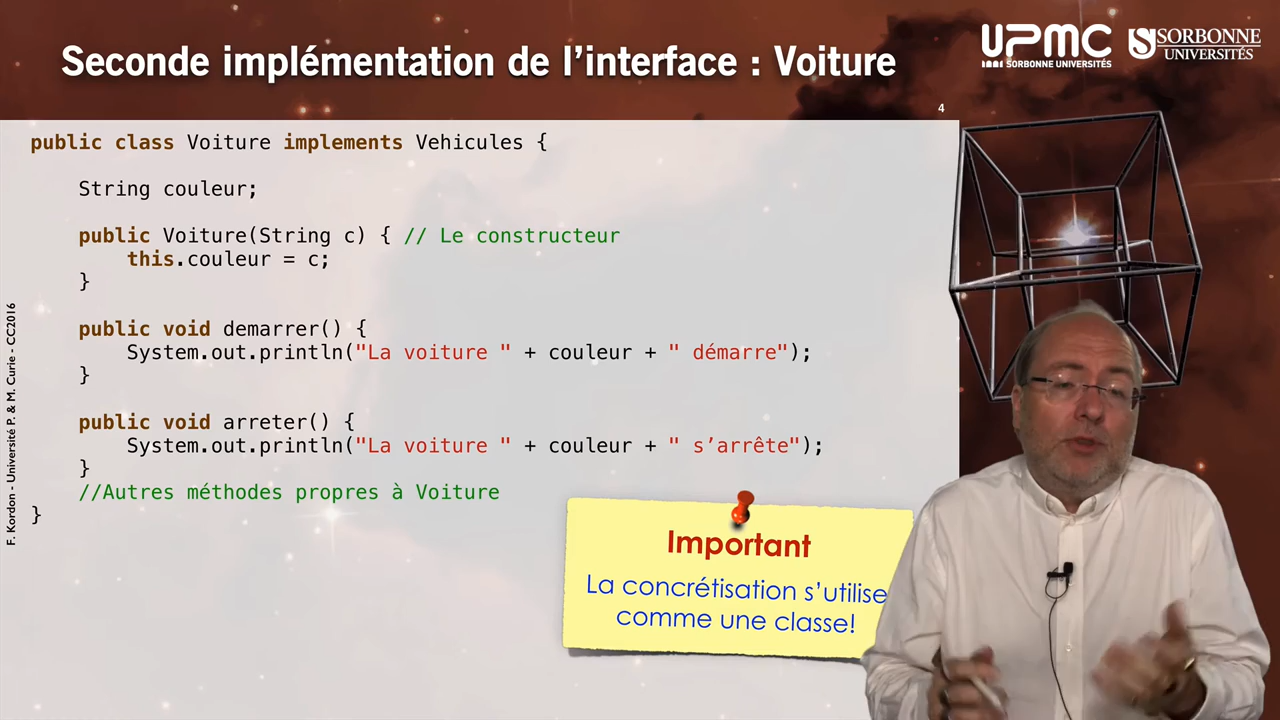 Seconde implémentation de l’interface : Voiture
UPMC
SORBONNE UNIVERSITÉS
SORBONNE
UNIVERSITÉS
4
public class Voiture implements Vehicules {
String couleur;
public Voiture(String c) { // Le constructeur
this.couleur = c;
}
public void demarrer() {
System.out.println("La voiture " + couleur + " démarre");
}
public void arreter() {
System.out.println("La voiture " + couleur + " s’arrête");
}
//Autres méthodes propres à Voiture
}
Important
La concrétisation s’utilise
comme une classe!
F. Kordon - Université P. & M. Curie - CC2016